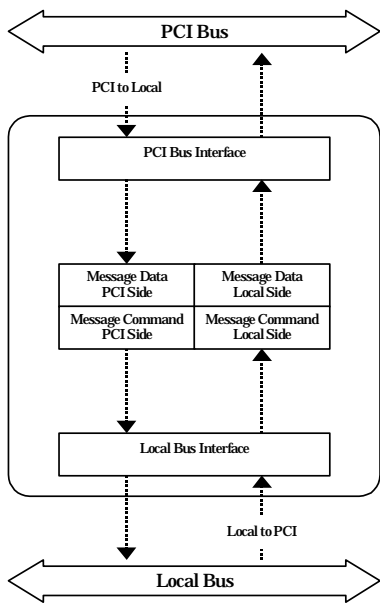 PCI Bus
PCI to Local
PCI Bus Interface
Message Data
PCI Side
Message Data
Local Side
Message Command
PCI Side
Message Command
Local Side
Local Bus Interface
Local to PCI
Local Bus